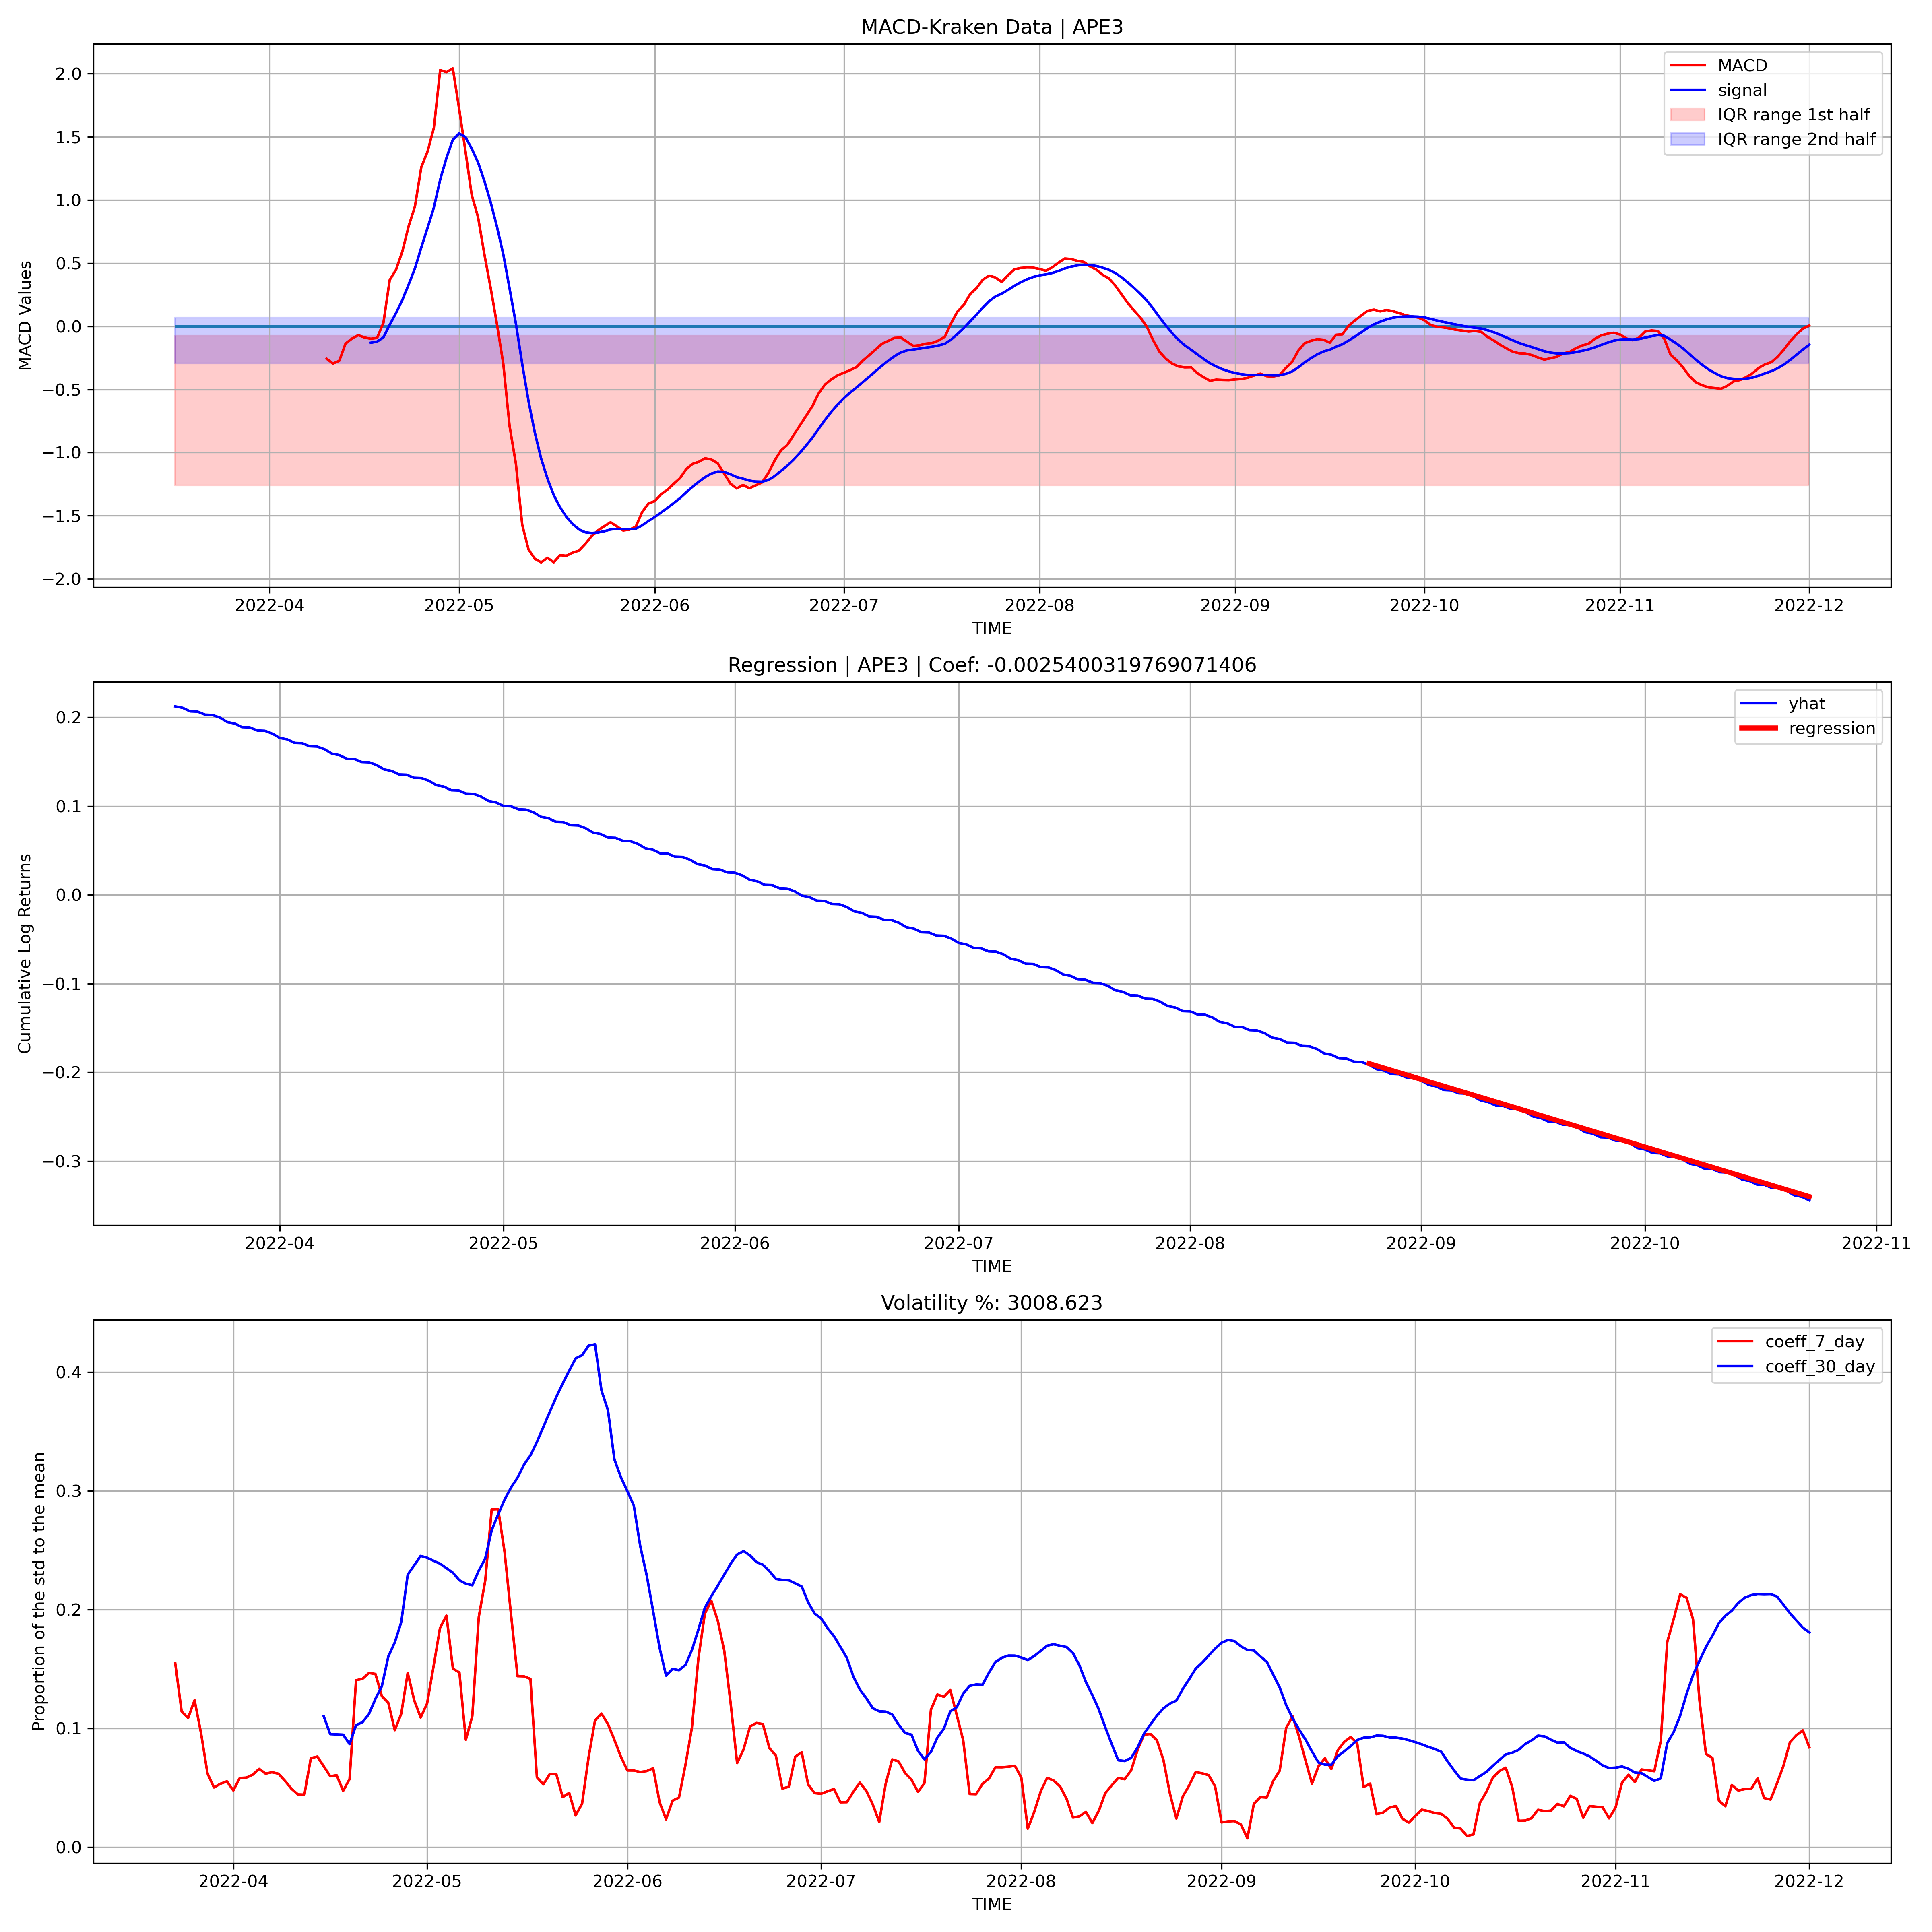 MACD-Kraken Data | APE3
MACD
signal
IQR range 1st half
IQR range 2nd half
2.0
1.5
1.0
0.5
0.0
−0.5
−1.0
−1.5
−2.0
MACD Values
2022-04 2022-05 2022-06 2022-07 2022-08 2022-09 2022-10 2022-11 2022-12
TIME
Regression | APE3 | Coef: -0.0025400319769071406
yhat
regression
0.2
0.1
0.0
−0.1
−0.2
−0.3
Cumulative Log Returns
2022-04 2022-05 2022-06 2022-07 2022-08 2022-09 2022-10 2022-11
TIME
Volatility %: 3008.623
coeff_7_day
coeff_30_day
0.4
0.3
0.2
0.1
0.0
Proportion of the std to the mean
2022-04 2022-05 2022-06 2022-07 2022-08 2022-09 2022-10 2022-11 2022-12
TIME